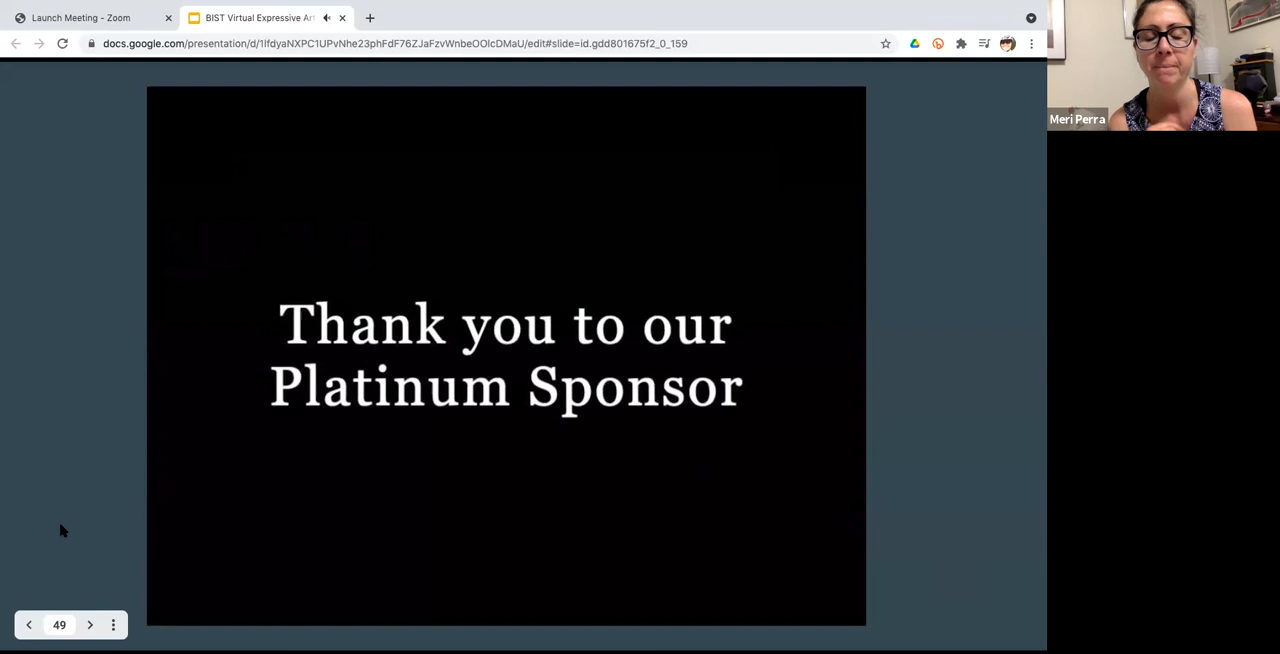 Launch Meeting - Zoom
BIST Virtual Expressive Art
docs.google.com/presentation/d/1lfdyaNXPC1UPvNhe23phFdF76ZJaFzvWnbeOOlcDMaU/edit#slide=id.gdd801675f2_0_159
Meri Perra
Thank you to our
Platinum Sponsor
49